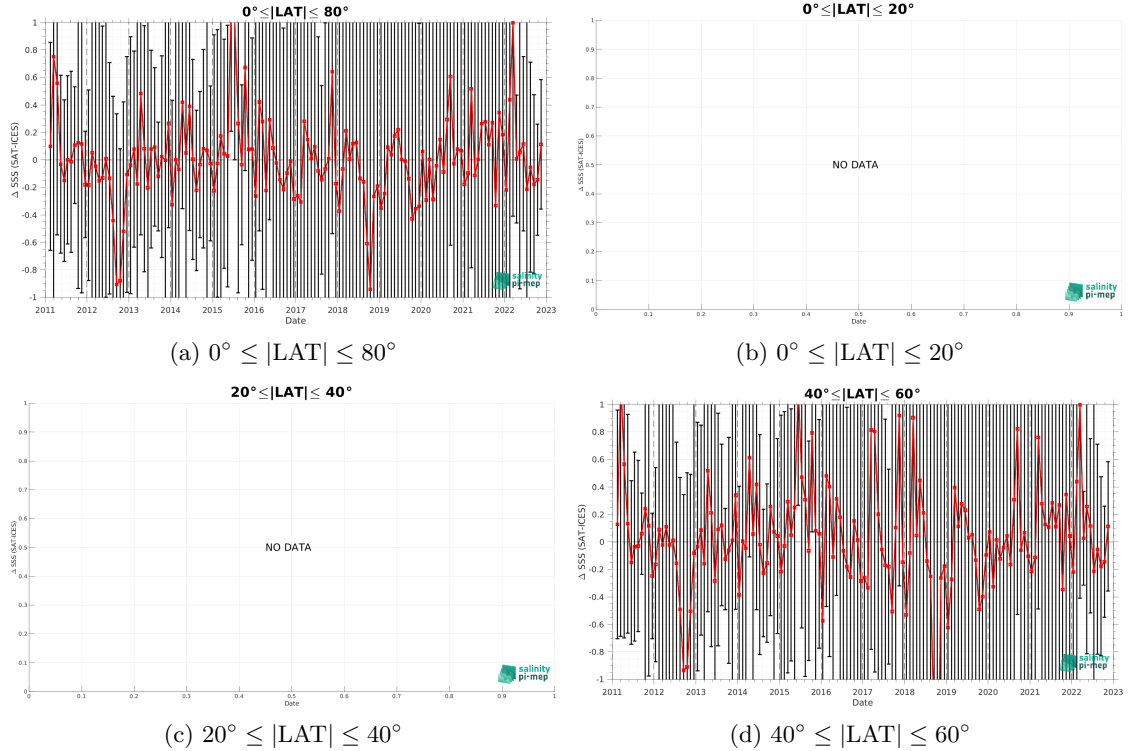 0°≤|LAT|≤ 80°
Δ SSS (SAT-ICES)
1
0.8
0.6
0.4
0.2
0
-0.2
-0.4
-0.6
-0.8
-1
2011 2012 2013 2014 2015 2016 2017 2018 2019 2020 2021 2022 2023
Date
salinity
pi-mep
(a) 0° ≤ |LAT| ≤ 80°
0°≤|LAT|≤ 20°
Δ SSS (SAT-ICES)
1
0.9
0.8
0.7
0.6
0.5
0.4
0.3
0.2
0.1
0
NO DATA
0 0.1 0.2 0.3 0.4 0.5 0.6 0.7 0.8 0.9 1
Date
salinity
pi-mep
(b) 0° ≤ |LAT| ≤ 20°
20°≤|LAT|≤ 40°
Δ SSS (SAT-ICES)
1
0.9
0.8
0.7
0.6
0.5
0.4
0.3
0.2
0.1
0
NO DATA
0 0.1 0.2 0.3 0.4 0.5 0.6 0.7 0.8 0.9 1
Date
salinity
pi-mep
(c) 20° ≤ |LAT| ≤ 40°
40°≤|LAT|≤ 60°
Δ SSS (SAT-ICES)
1
0.8
0.6
0.4
0.2
0
-0.2
-0.4
-0.6
-0.8
-1
2011 2012 2013 2014 2015 2016 2017 2018 2019 2020 2021 2022 2023
Date
salinity
pi-mep
(d) 40° ≤ |LAT| ≤ 60°